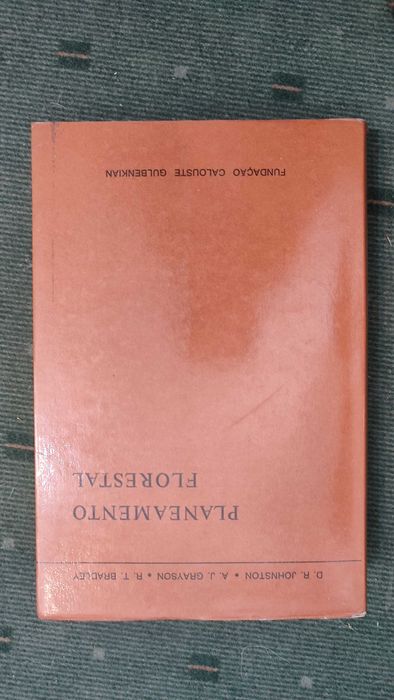 D. R. JOHNSTON • A. J. GRAYSON • R. T. BRADLEY
PLANEAMENTO
FLORESTAL
FUNDAÇÃO CALOUSTE GULBENKIAN